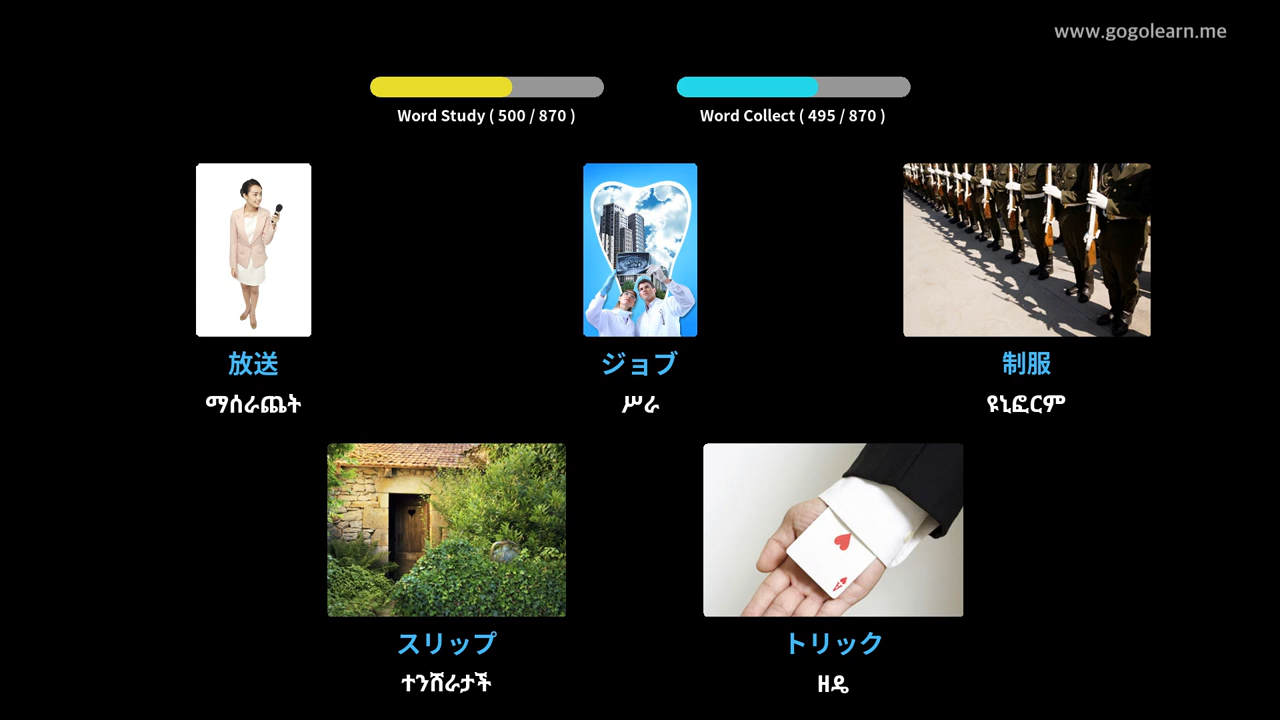 www.gogolearn.me
Word Study ( 500 / 870 )
Word Collect ( 495 / 870 )
放送
ジョブ
制服
ማሰራጨት
ሥራ
ዩኒፎርም
スリップ
トリック
ተንሸራታች
ዘዴ